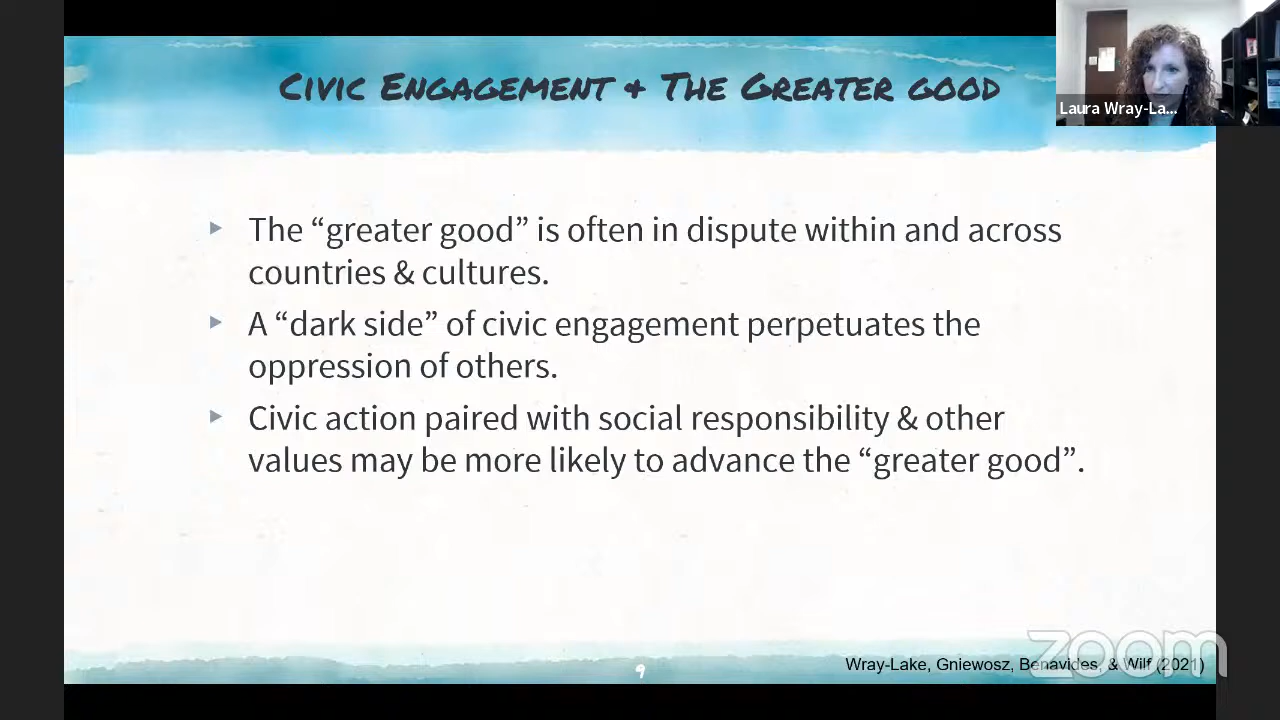 Civic Engagement & The Greater good
Laura Wray-La...
▸ The “greater good” is often in dispute within and across
countries & cultures.
▸ A “dark side” of civic engagement perpetuates the
oppression of others.
▸ Civic action paired with social responsibility & other
values may be more likely to advance the “greater good”.
zoom
9
Wray-Lake, Gniewosz, Benavides, & Wilf (2021)